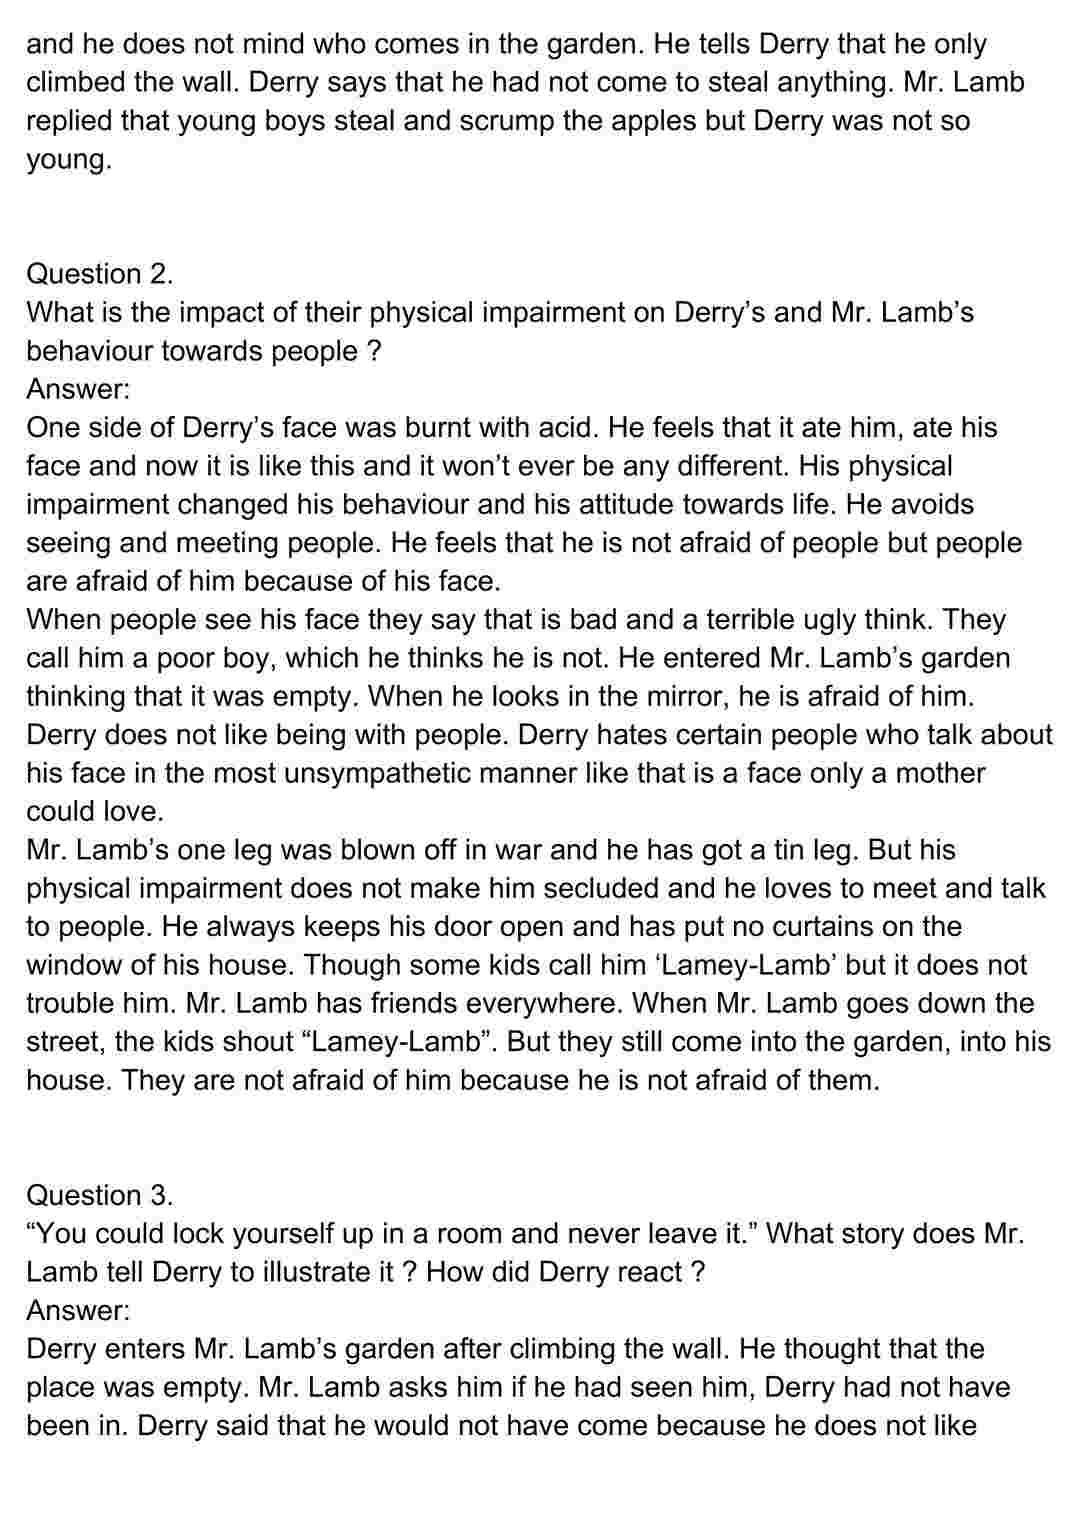 and he does not mind who comes in the garden. He tells Derry that he only
climbed the wall. Derry says that he had not come to steal anything. Mr. Lamb
replied that young boys steal and scrump the apples but Derry was not so
young.
Question 2.
What is the impact of their physical impairment on Derry’s and Mr. Lamb’s
behaviour towards people ?
Answer:
One side of Derry’s face was burnt with acid. He feels that it ate him, ate his
face and now it is like this and it won’t ever be any different. His physical
impairment changed his behaviour and his attitude towards life. He avoids
seeing and meeting people. He feels that he is not afraid of people but people
are afraid of him because of his face.
When people see his face they say that is bad and a terrible ugly think. They
call him a poor boy, which he thinks he is not. He entered Mr. Lamb’s garden
thinking that it was empty. When he looks in the mirror, he is afraid of him.
Derry does not like being with people. Derry hates certain people who talk about
his face in the most unsympathetic manner like that is a face only a mother
could love.
Mr. Lamb’s one leg was blown off in war and he has got a tin leg. But his
physical impairment does not make him secluded and he loves to meet and talk
to people. He always keeps his door open and has put no curtains on the
window of his house. Though some kids call him ‘Lamey-Lamb’ but it does not
trouble him. Mr. Lamb has friends everywhere. When Mr. Lamb goes down the
street, the kids shout “Lamey-Lamb”. But they still come into the garden, into his
house. They are not afraid of him because he is not afraid of them.
Question 3.
“You could lock yourself up in a room and never leave it.” What story does Mr.
Lamb tell Derry to illustrate it ? How did Derry react ?
Answer:
Derry enters Mr. Lamb’s garden after climbing the wall. He thought that the
place was empty. Mr. Lamb asks him if he had seen him, Derry had not have
been in. Derry said that he would not have come because he does not like